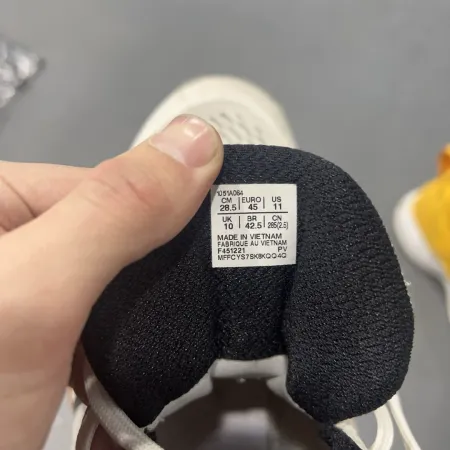 1051A064
CM EURO US
28.5 45 11
UK BR CN
10 42.5 285(2.5)
MADE IN VIETNAM
FABRIQUE AU VIETNAM
F451221 PV
MFFCYS7SK8KQQ4Q